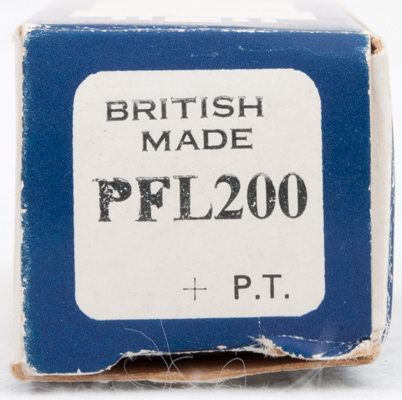 BRITISH
MADE
PFL200
+ P.T.